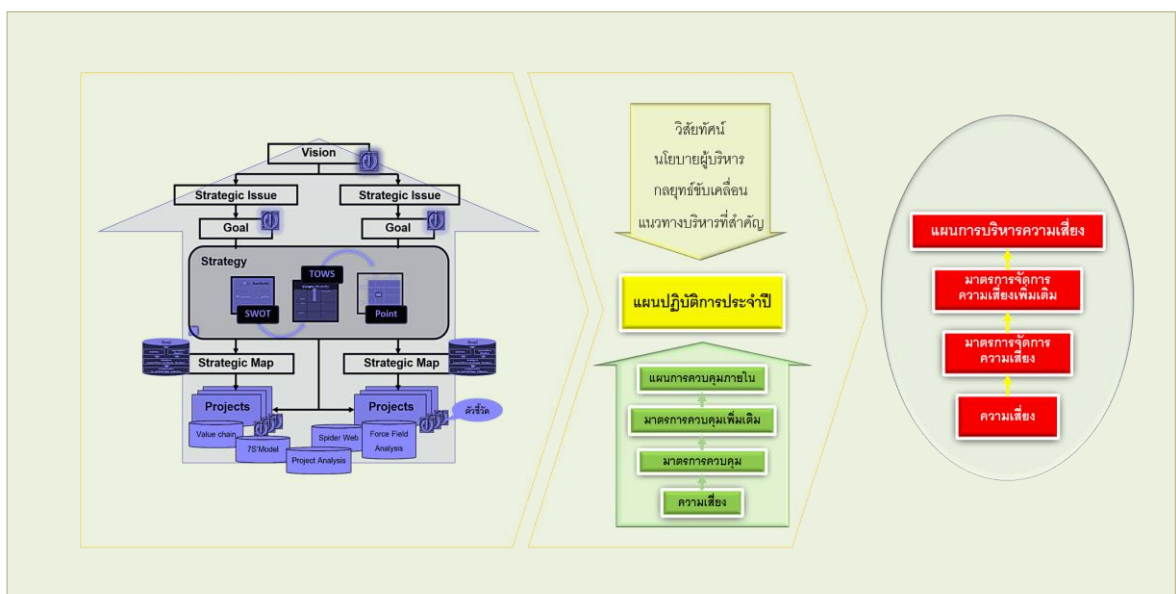 Vision
Strategic Issue
Strategic Issue
Goal
Goal
Strategy
TOWS
SWOT
Point
Strategic Map
Strategic Map
Projects
Projects
ตัวชี้วัด
Value chain
7S'Model
Spider Web
Project Analysis
Force Field
Analysis
วิสัยทัศน์
นโยบายผู้บริหาร
กลยุทธ์ขับเคลื่อน
แนวทางบริหารที่สำคัญ
แผนปฏิบัติการประจำปี
แผนการควบคุมภายใน
มาตรการควบคุมเพิ่มเติม
มาตรการควบคุม
ความเสี่ยง
แผนการบริหารความเสี่ยง
มาตรการจัดการ
ความเสี่ยงเพิ่มเติม
มาตรการจัดการ
ความเสี่ยง
ความเสี่ยง